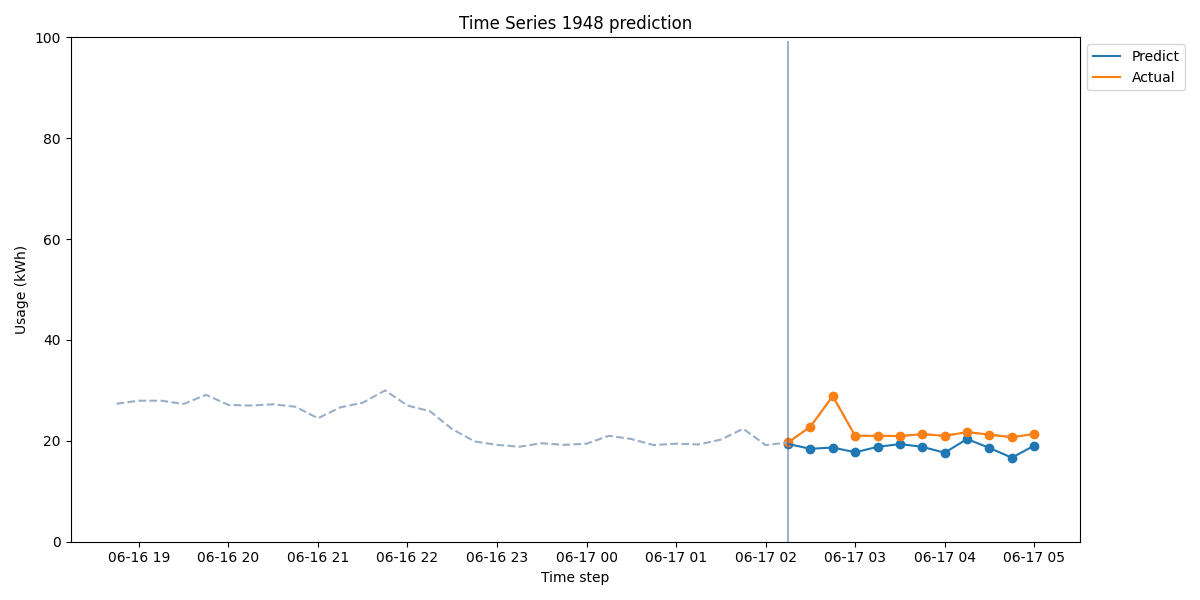 Time Series 1948 prediction
100
80
60
40
20
0
Usage (kWh)
06-16 19 06-16 20 06-16 21 06-16 22 06-16 23 06-17 00 06-17 01 06-17 02 06-17 03 06-17 04 06-17 05
Time step
Predict
Actual